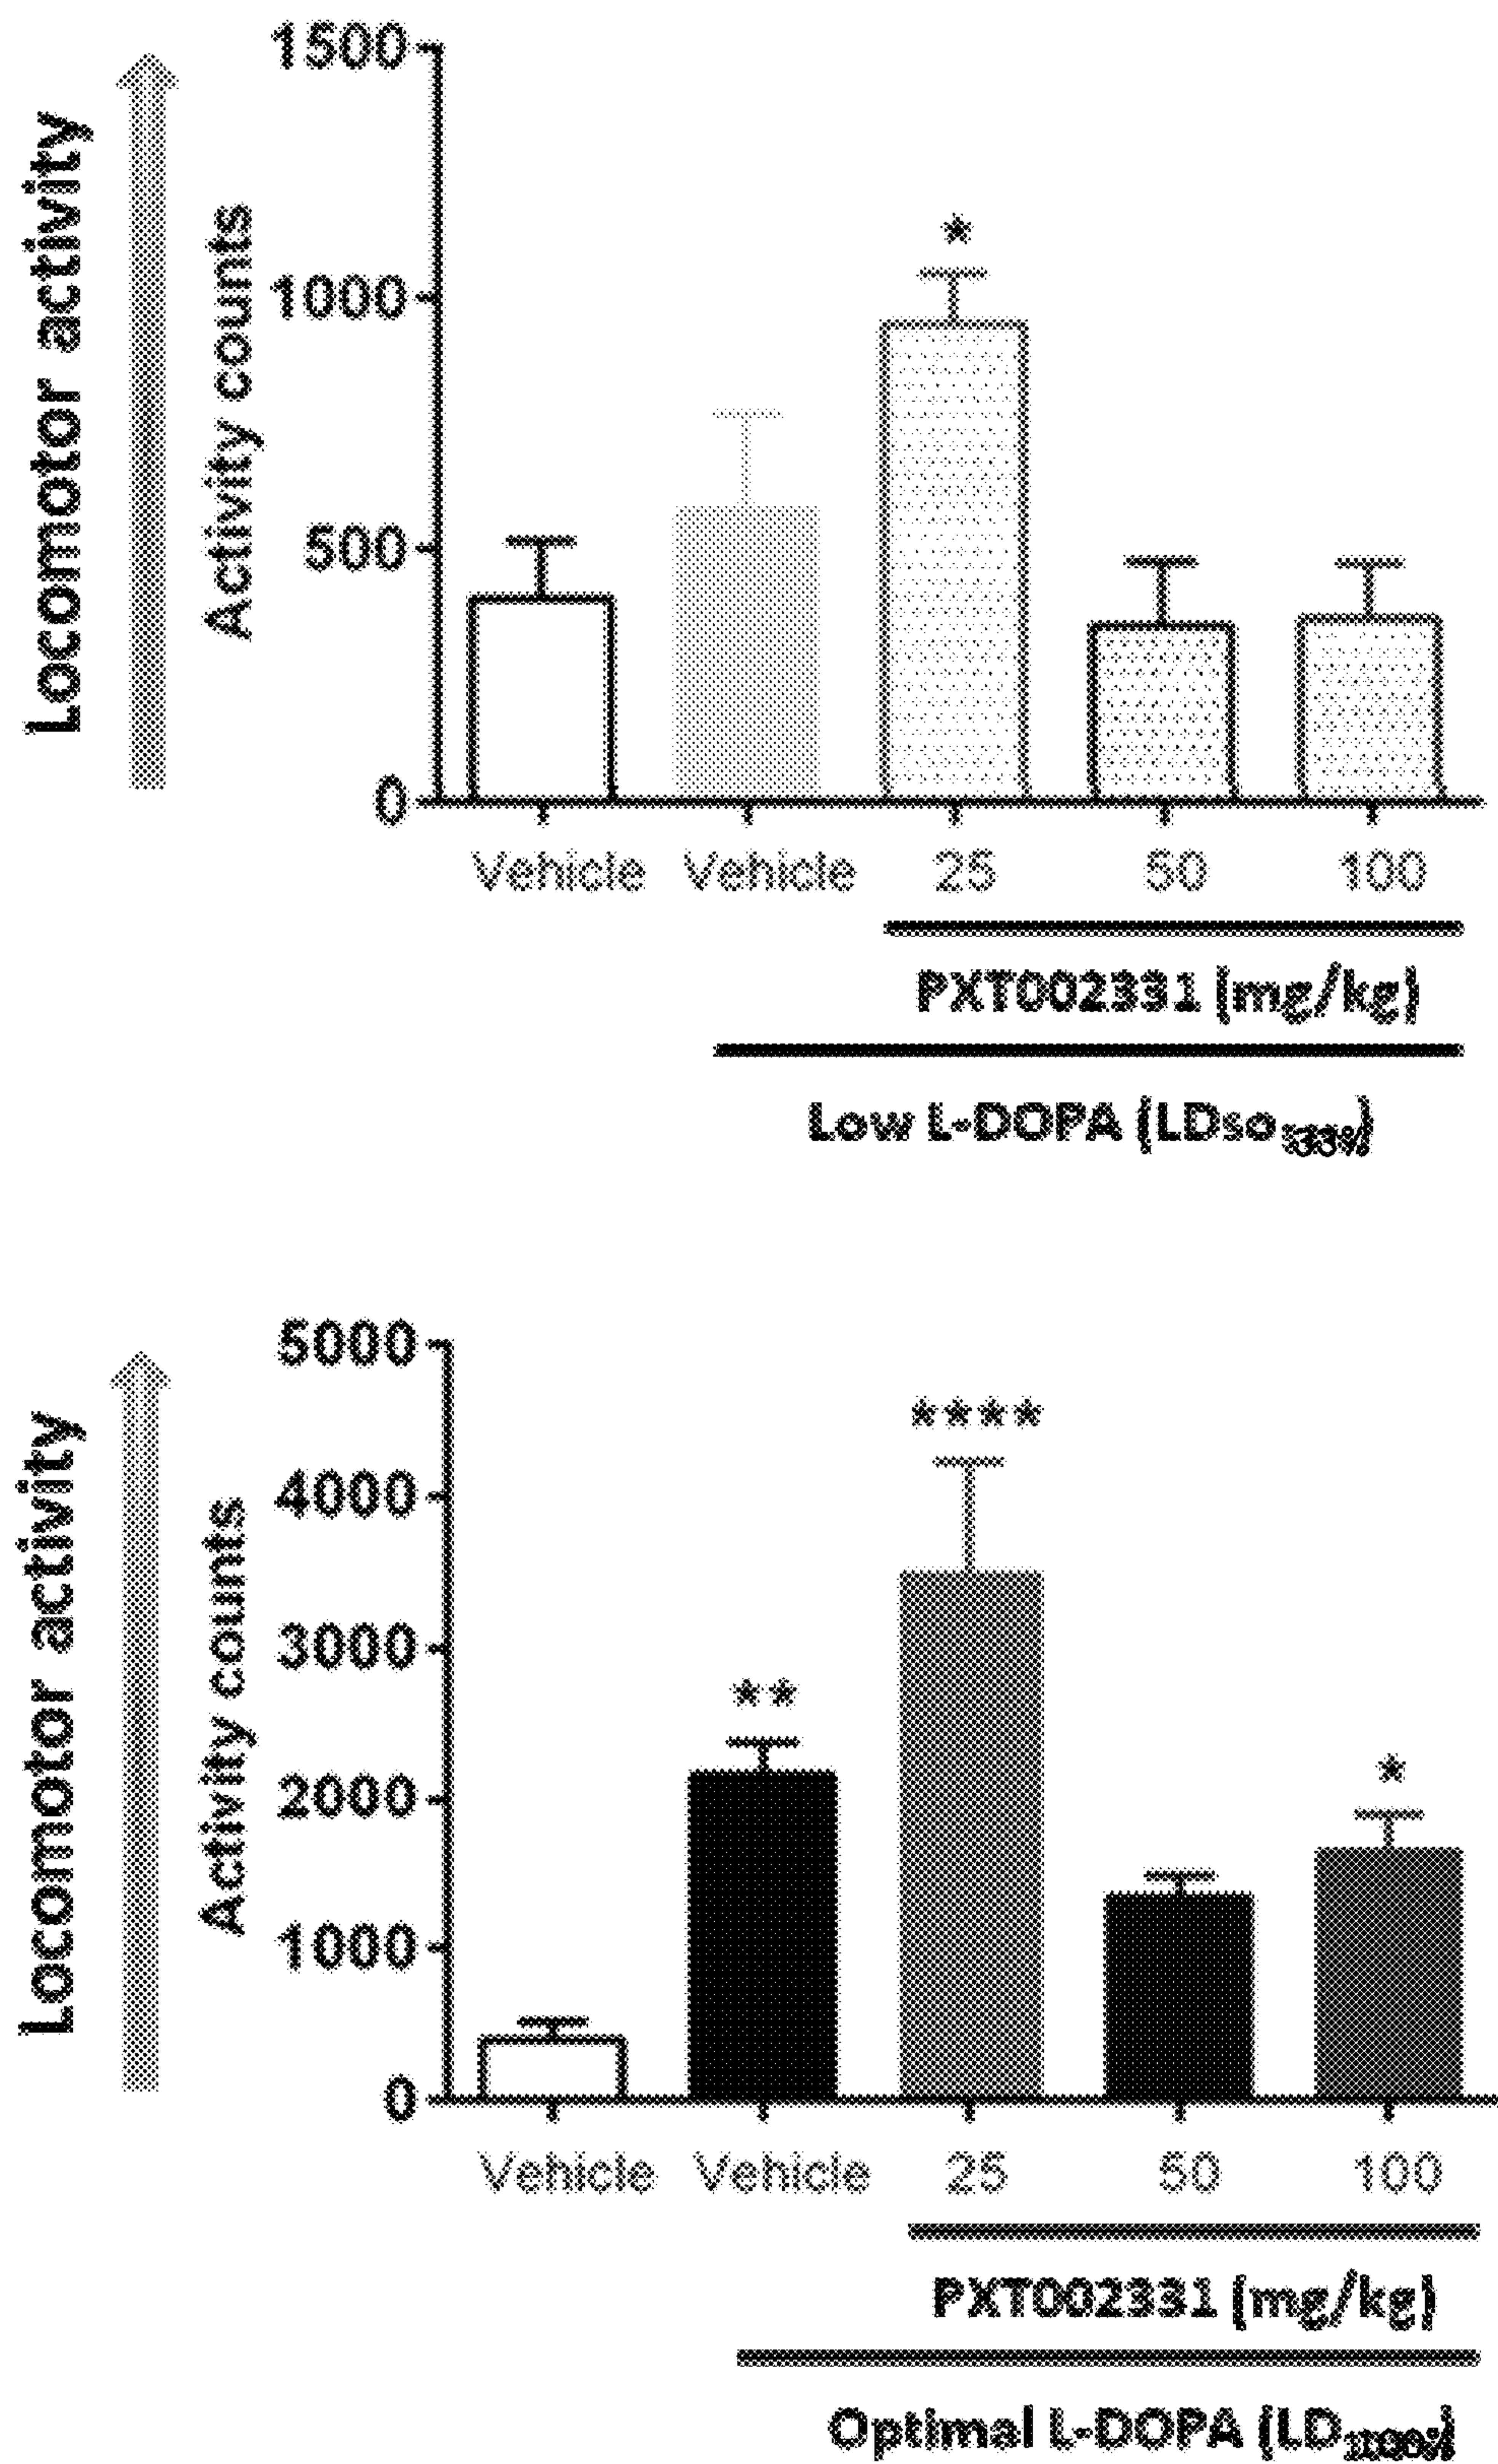 Locomotor activity
Activity counts
1500
1000
500
0
*
Vehicle Vehicle 25 50 100
PXT002331 (mg/kg)
Low L-DOPA (LDso33%)
Locomotor activity
Activity counts
5000
4000
3000
2000
1000
0
****
**
*
Vehicle Vehicle 25 50 100
PXT002331 (mg/kg)
Optimal L-DOPA (LD100%)